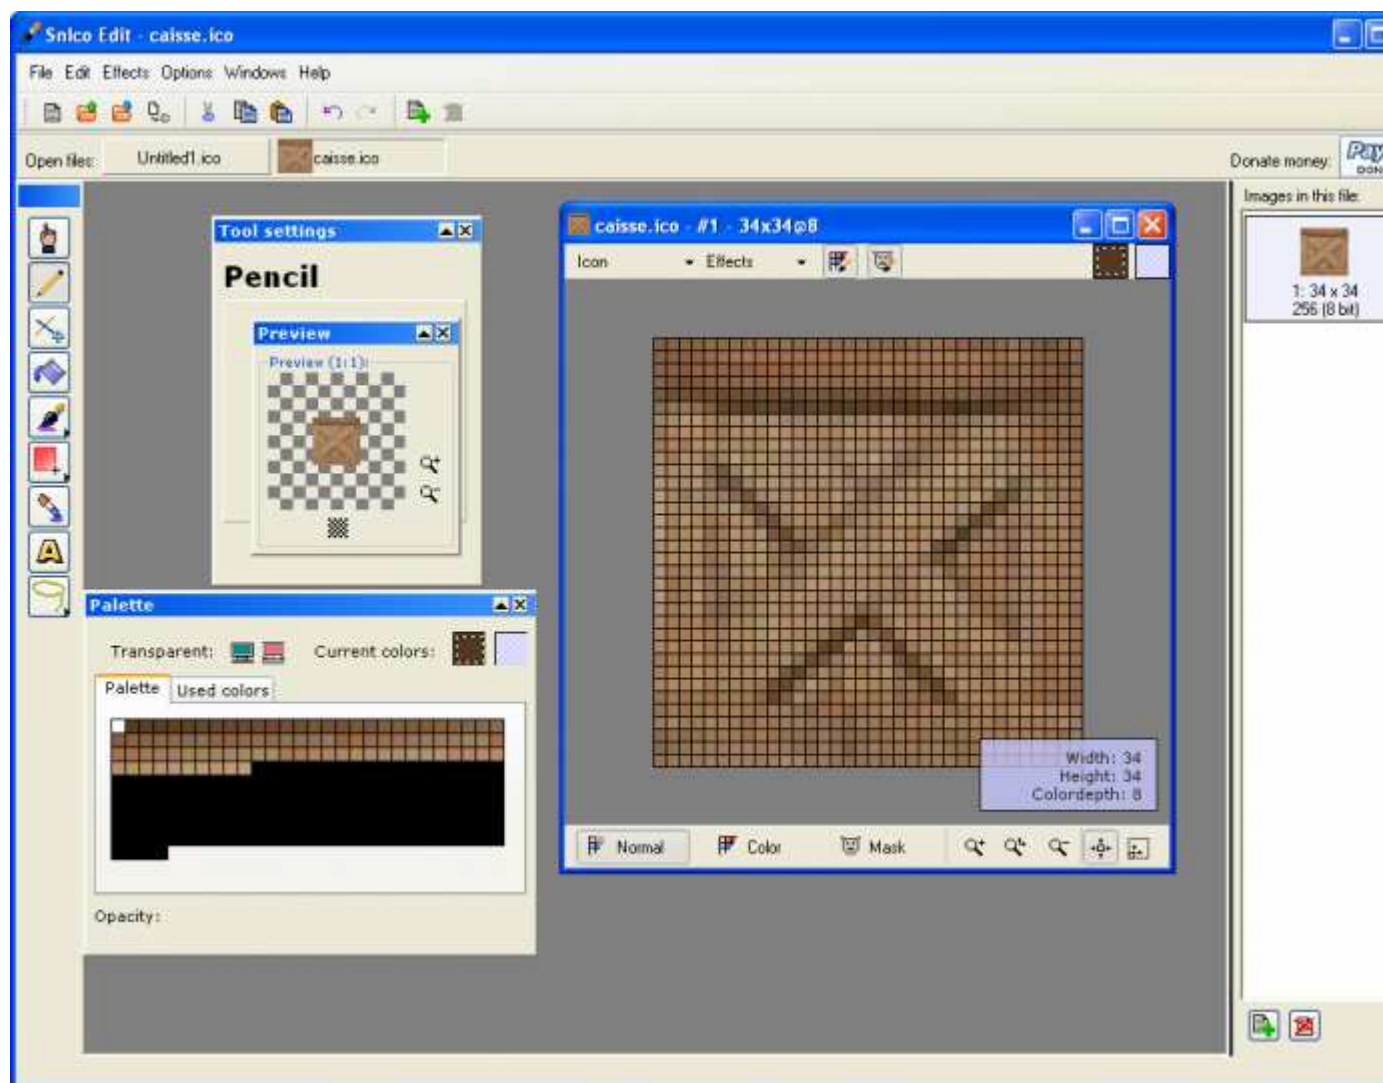 SnIco Edit - caisse.ico
File Edit Effects Options Windows Help
Open files: Untitled1.ico caisse.ico Donate money:
Images in this file:
1: 34 x 34
256 (8 bit)
Tool settings
Pencil
Preview
Preview (1:1):
caisse.ico - #1 - 34x34@8
Icon Effects
Width: 34
Height: 34
Colordepth: 8
Normal Color Mask
Palette
Transparent: Current colors:
Palette Used colors
Opacity: